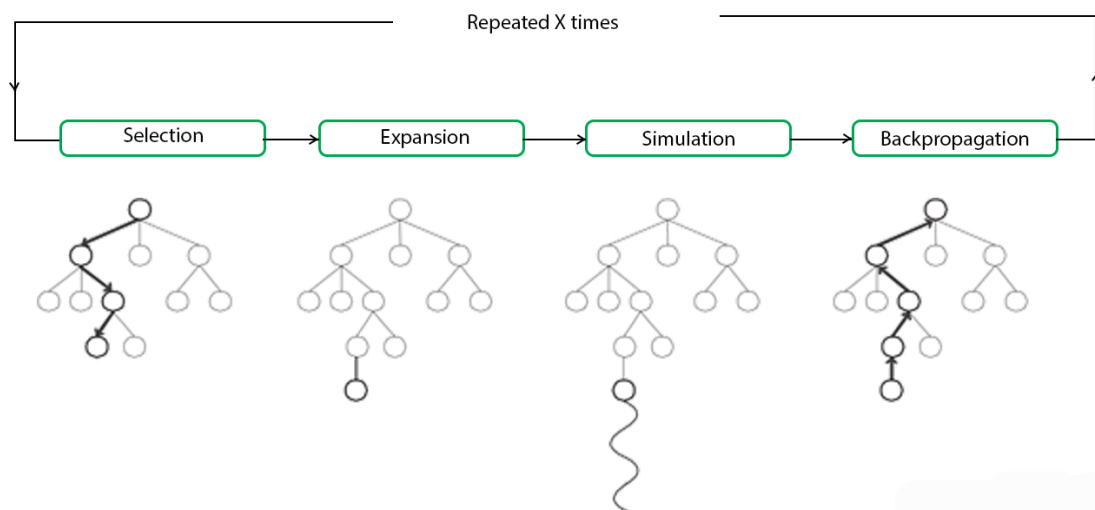 Repeated X times
Selection
Expansion
Simulation
Backpropagation